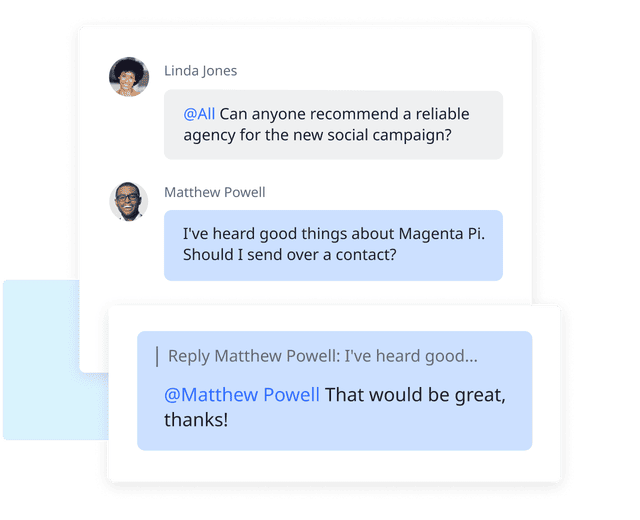 Linda Jones
@All Can anyone recommend a reliable
agency for the new social campaign?
Matthew Powell
I've heard good things about Magenta Pi.
Should I send over a contact?
Reply Matthew Powell: I've heard good...
@Matthew Powell That would be great,
thanks!